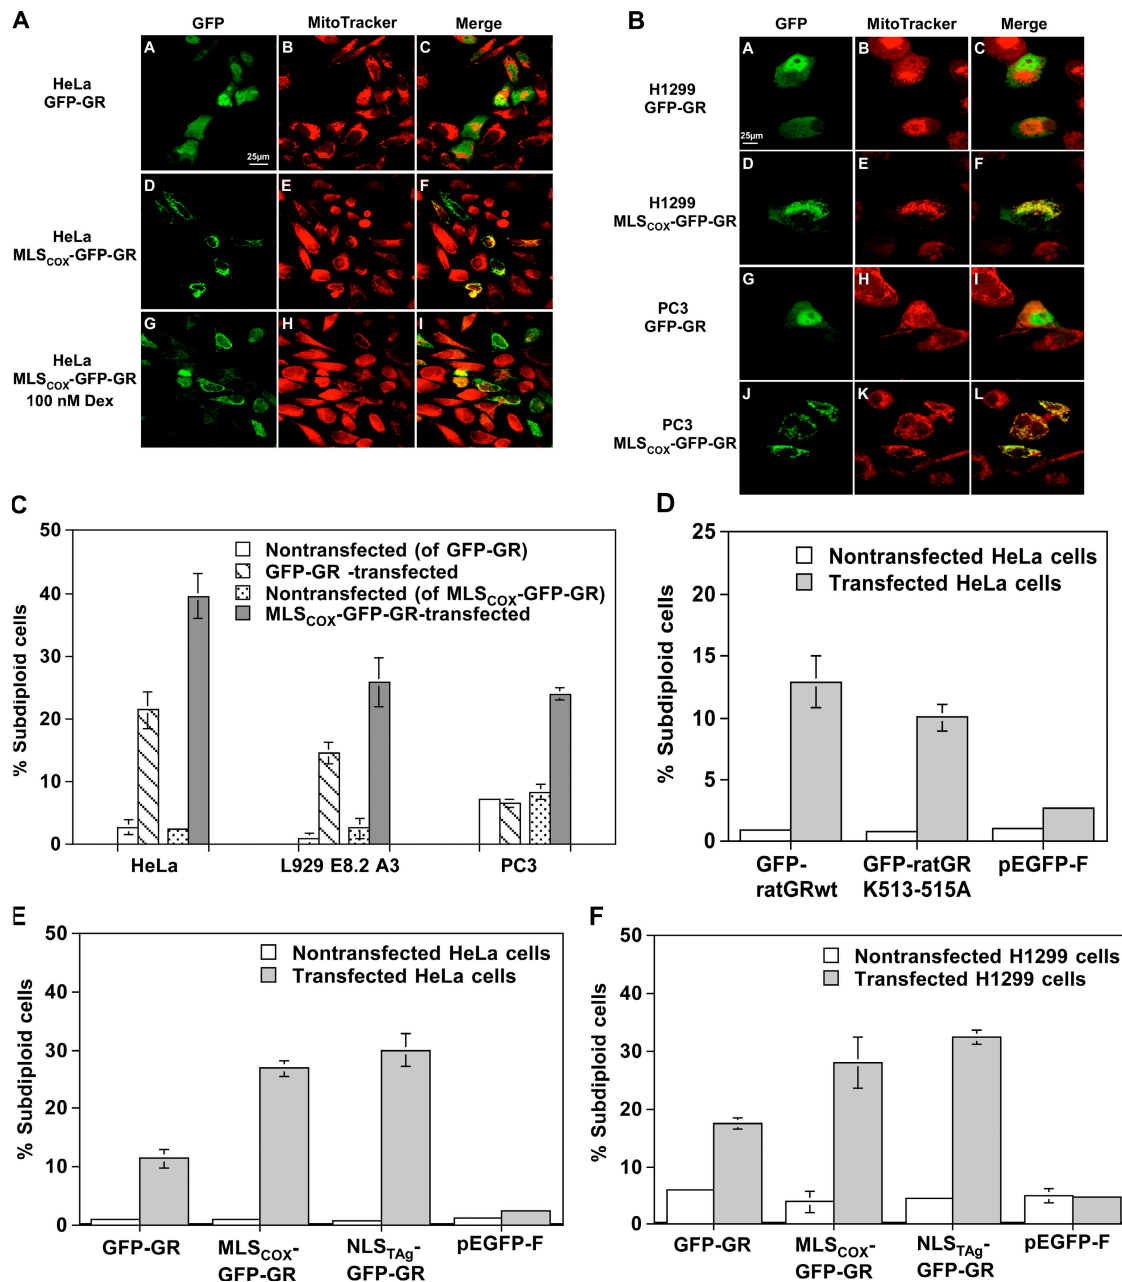 A
GFP
MitoTracker
Merge
HeLa
GFP-GR
A
B
C
25µm
HeLa
MLSCOX-GFP-GR
D
E
F
HeLa
MLSCOX-GFP-GR
100 nM Dex
G
H
I
B
GFP
MitoTracker
Merge
H1299
GFP-GR
A
B
C
25µm
H1299
MLSCOX-GFP-GR
D
E
F
PC3
GFP-GR
G
H
I
PC3
MLSCOX-GFP-GR
J
K
L
C
% Subdiploid cells
50
40
30
20
10
0
Nontransfected (of GFP-GR)
GFP-GR -transfected
Nontransfected (of MLSCOX-GFP-GR)
MLSCOX-GFP-GR-transfected
HeLa
L929 E8.2 A3
PC3
D
% Subdiploid cells
25
20
15
10
5
0
Nontransfected HeLa cells
Transfected HeLa cells
GFP-
ratGRwt
GFP-ratGR
K513-515A
pEGFP-F
E
% Subdiploid cells
50
40
30
20
10
0
Nontransfected HeLa cells
Transfected HeLa cells
GFP-GR
MLSCOX-
GFP-GR
NLSTAg-
GFP-GR
pEGFP-F
F
% Subdiploid cells
50
40
30
20
10
0
Nontransfected H1299 cells
Transfected H1299 cells
GFP-GR
MLSCOX-
GFP-GR
NLSTAg-
GFP-GR
pEGFP-F